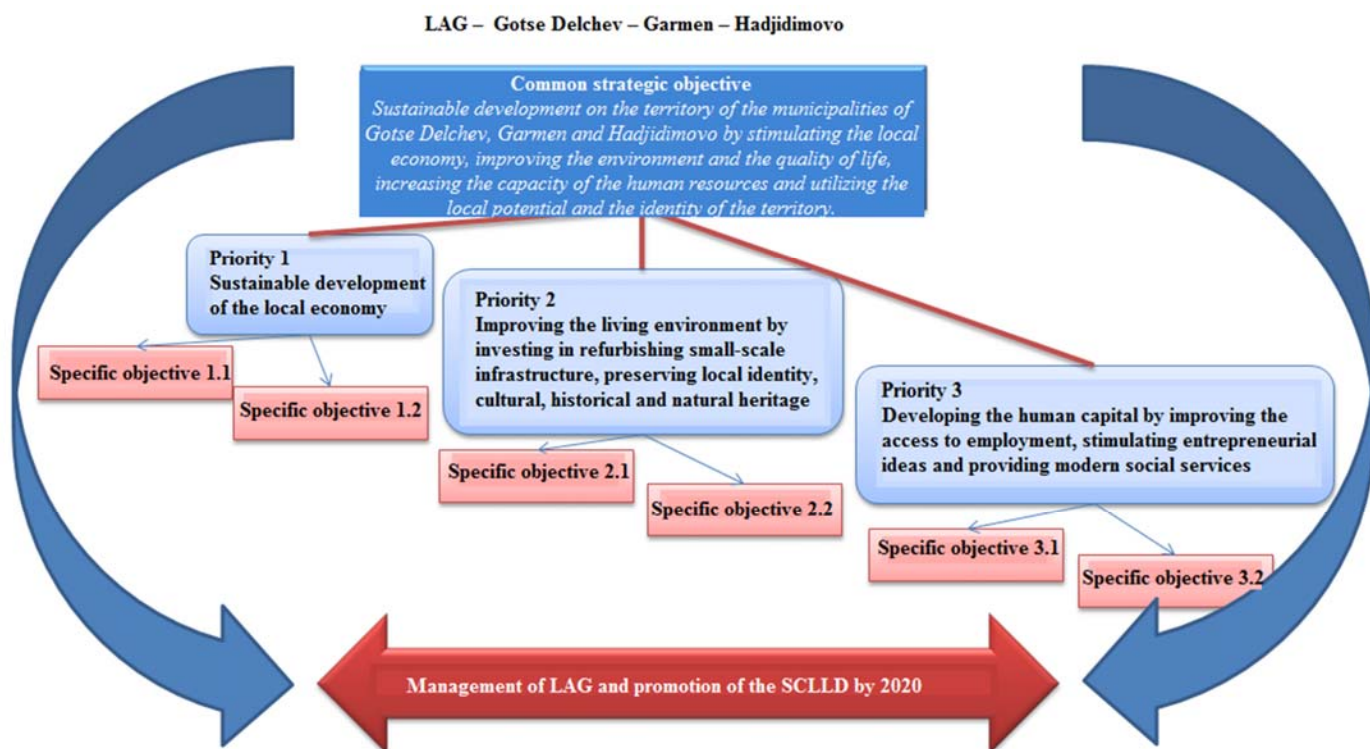 LAG – Gotse Delchev – Garmen – Hadjidimovo
Common strategic objective
Sustainable development on the territory of the municipalities of
Gotse Delchev, Garmen and Hadjidimovo by stimulating the local
economy, improving the environment and the quality of life,
increasing the capacity of the human resources and utilizing the
local potential and the identity of the territory.
Priority 1
Sustainable development
of the local economy
Specific objective 1.1
Specific objective 1.2
Priority 2
Improving the living environment by
investing in refurbishing small-scale
infrastructure, preserving local identity,
cultural, historical and natural heritage
Specific objective 2.1
Specific objective 2.2
Priority 3
Developing the human capital by improving the
access to employment, stimulating entrepreneurial
ideas and providing modern social services
Specific objective 3.1
Specific objective 3.2
Management of LAG and promotion of the SCLLD by 2020